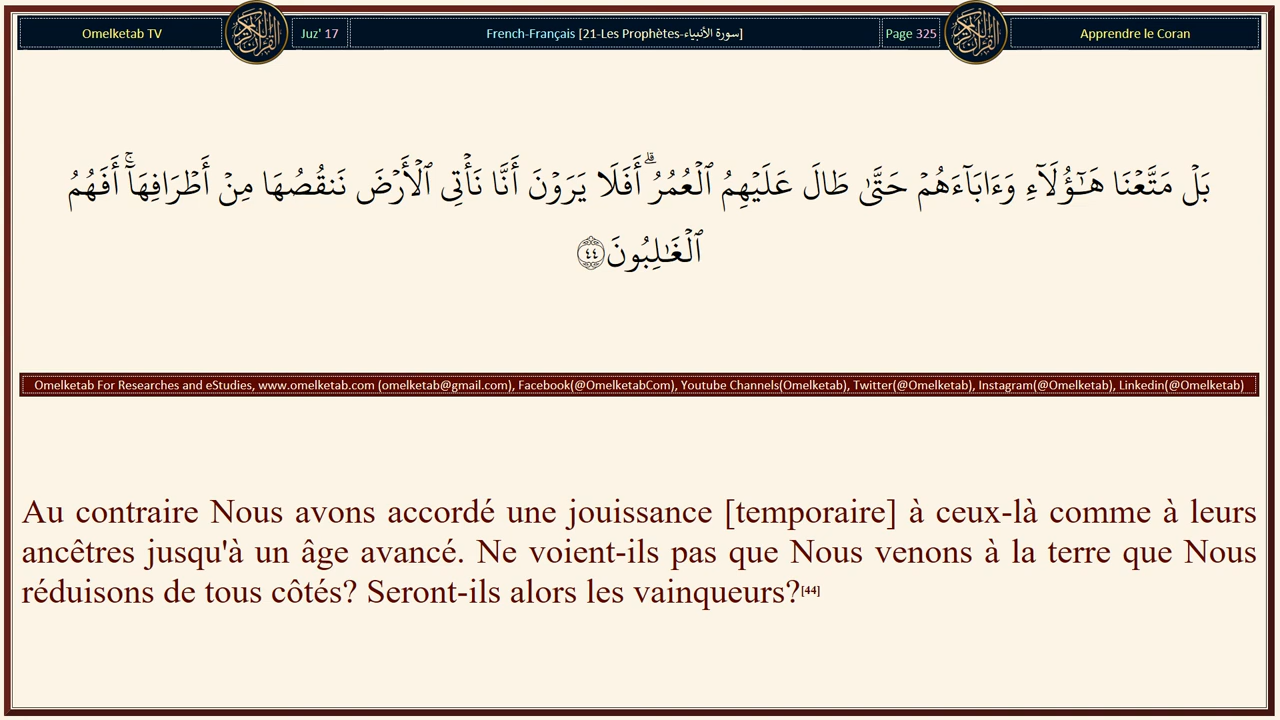 Omelketab TV
Juz' 17
French-Français [21-Les Prophètes-سورة الأنبياء]
Page 325
Apprendre le Coran
بَلۡ مَتَّعۡنَا هَٰٓؤُلَآءِ وَءَابَآءَهُمۡ حَتَّىٰ طَالَ عَلَيۡهِمُ ٱلۡعُمُرُۗ أَفَلَا يَرَوۡنَ أَنَّا نَأۡتِي ٱلۡأَرۡضَ نَنقُصُهَا مِنۡ أَطۡرَافِهَآۚ أَفَهُمُ
ٱلۡغَٰلِبُونَ ٤٤
Omelketab For Researches and eStudies, www.omelketab.com (omelketab@gmail.com), Facebook(@OmelketabCom), Youtube Channels(Omelketab), Twitter(@Omelketab), Instagram(@Omelketab), Linkedin(@Omelketab)
Au contraire Nous avons accordé une jouissance [temporaire] à ceux-là comme à leurs
ancêtres jusqu'à un âge avancé. Ne voient-ils pas que Nous venons à la terre que Nous
réduisons de tous côtés? Seront-ils alors les vainqueurs?[44]